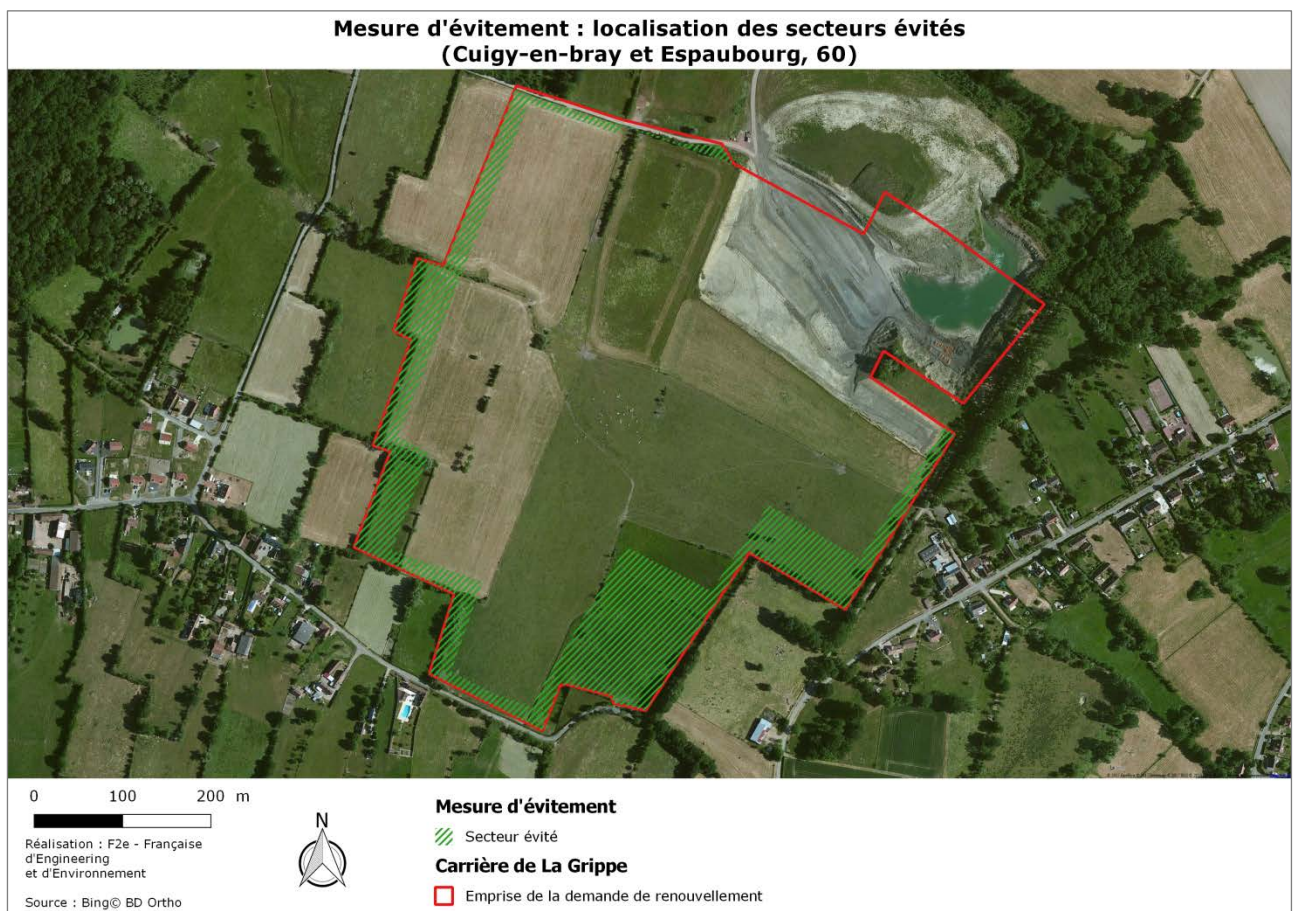 Mesure d'évitement : localisation des secteurs évités
(Cuigy-en-bray et Espaubourg, 60)
0 100 200 m
Réalisation : F2e - Française
d'Engineering
et d'Environnement
Source : Bing© BD Ortho
N
Mesure d'évitement
Secteur évité
Carrière de La Grippe
Emprise de la demande de renouvellement